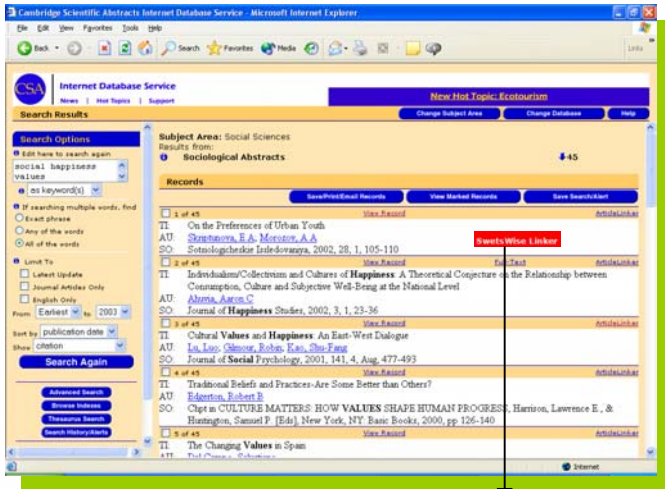 Cambridge Scientific Abstracts Internet Database Service - Microsoft Internet Explorer
File Edit View Favorites Tools Help
Back Search Favorites Media Links
CSA Internet Database Service
News | Hot Topics | Support
New Hot Topic: Ecotourism
Search Results Change Subject Area Change Database Help
Search Options
Edit here to search again
social happiness
values
as keyword(s)
If searching multiple words, find
Exact phrase
Any of the words
All of the words
Limit To
Latest Update
Journal Articles Only
English Only
From Earliest to 2003
Sort by publication date
Show citation
Search Again
Advanced Search
Browse Indexes
Thesaurus Search
Search History/Alerts
Subject Area: Social Sciences
Results from:
Sociological Abstracts 45
Records
Save/Print/Email Records View Marked Records Save Search/Alert
1 of 45 View Record ArticleLinker
TI: On the Preferences of Urban Youth
AU: Skriptunova, E A; Morozov, A A
SO: Sotsiologicheskie Issledovaniya, 2002, 28, 1, 105-110
SwetsWise Linker
2 of 45 View Record Full Text ArticleLinker
TI: Individualism/Collectivism and Cultures of Happiness: A Theoretical Conjecture on the Relationship between
Consumption, Culture and Subjective Well-Being at the National Level
AU: Ahuvia, Aaron C
SO: Journal of Happiness Studies, 2002, 3, 1, 23-36
3 of 45 View Record ArticleLinker
TI: Cultural Values and Happiness: An East-West Dialogue
AU: Lu, Luo; Gilmour, Robin; Kao, Shu-Fang
SO: Journal of Social Psychology, 2001, 141, 4, Aug, 477-493
4 of 45 View Record ArticleLinker
TI: Traditional Beliefs and Practices-Are Some Better than Others?
AU: Edgerton, Robert B
SO: Chpt in CULTURE MATTERS: HOW VALUES SHAPE HUMAN PROGRESS, Harrison, Lawrence E., &
Huntington, Samuel P. [Eds], New York, NY: Basic Books, 2000, pp 126-140
5 of 45 View Record ArticleLinker
TI: The Changing Values in Spain
Internet